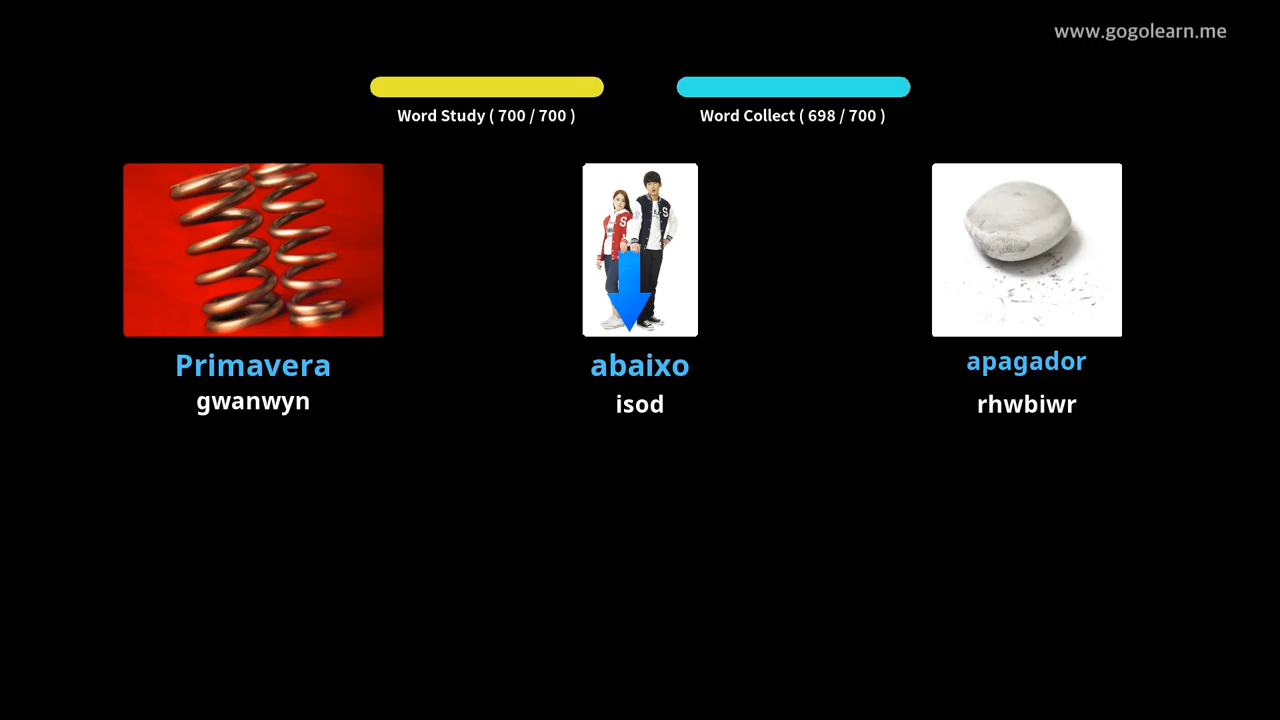 www.gogolearn.me
Word Study ( 700 / 700 )
Word Collect ( 698 / 700 )
Primavera
gwanwyn
abaixo
isod
apagador
rhwbiwr